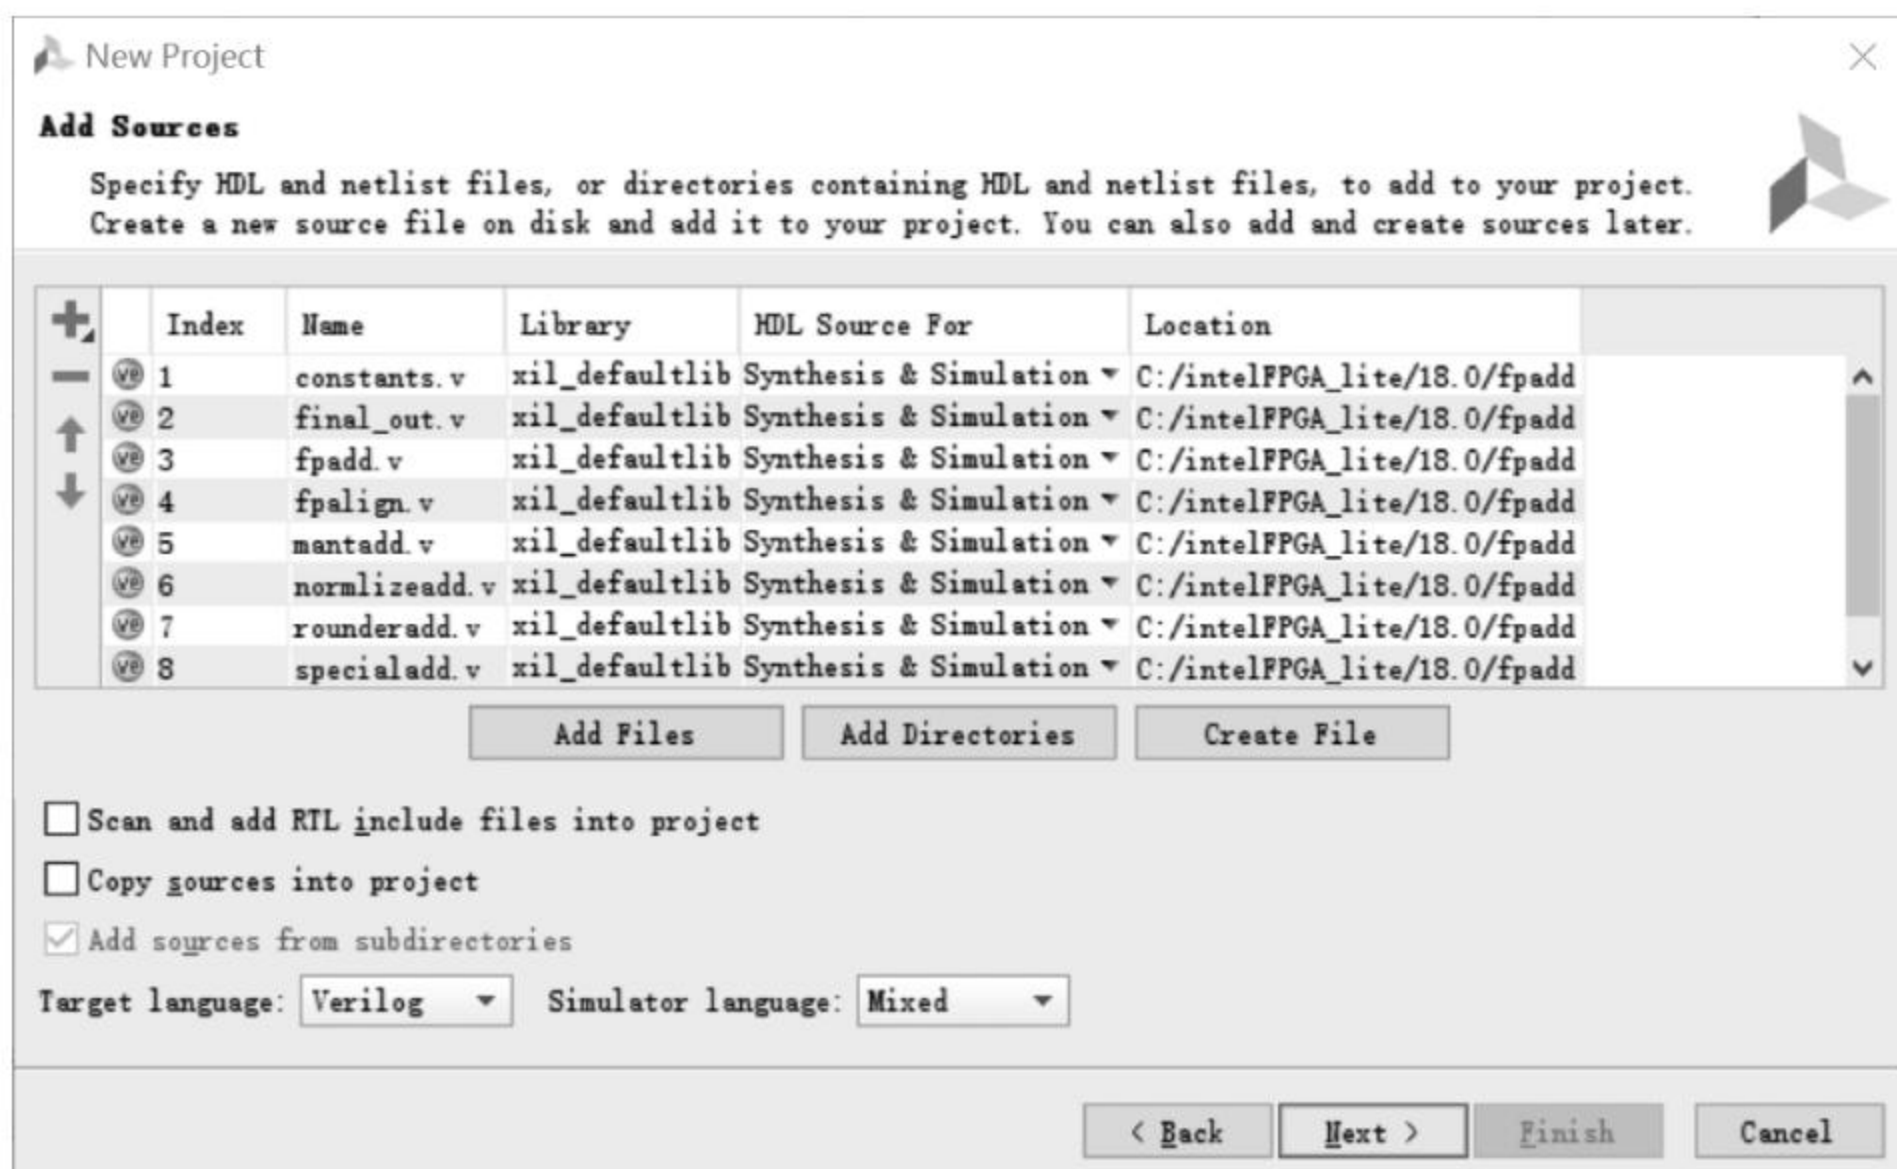 New Project
Add Sources
Specify HDL and netlist files, or directories containing HDL and netlist files, to add to your project.
Create a new source file on disk and add it to your project. You can also add and create sources later.
Index Name Library HDL Source For Location
1 constants.v xil_defaultlib Synthesis & Simulation C:/intelFPGA_lite/18.0/fpadd
2 final_out.v xil_defaultlib Synthesis & Simulation C:/intelFPGA_lite/18.0/fpadd
3 fpadd.v xil_defaultlib Synthesis & Simulation C:/intelFPGA_lite/18.0/fpadd
4 fpalign.v xil_defaultlib Synthesis & Simulation C:/intelFPGA_lite/18.0/fpadd
5 mantadd.v xil_defaultlib Synthesis & Simulation C:/intelFPGA_lite/18.0/fpadd
6 normlizeadd.v xil_defaultlib Synthesis & Simulation C:/intelFPGA_lite/18.0/fpadd
7 rounderadd.v xil_defaultlib Synthesis & Simulation C:/intelFPGA_lite/18.0/fpadd
8 specialadd.v xil_defaultlib Synthesis & Simulation C:/intelFPGA_lite/18.0/fpadd
Add Files Add Directories Create File
Scan and add RTL include files into project
Copy sources into project
Add sources from subdirectories
Target language: Verilog Simulator language: Mixed
< Back Next > Finish Cancel